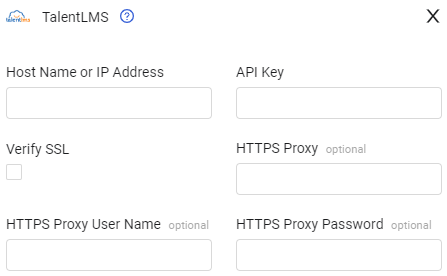 talentlms TalentLMS ? X
Host Name or IP Address API Key
Verify SSL HTTPS Proxy optional
HTTPS Proxy User Name optional HTTPS Proxy Password optional